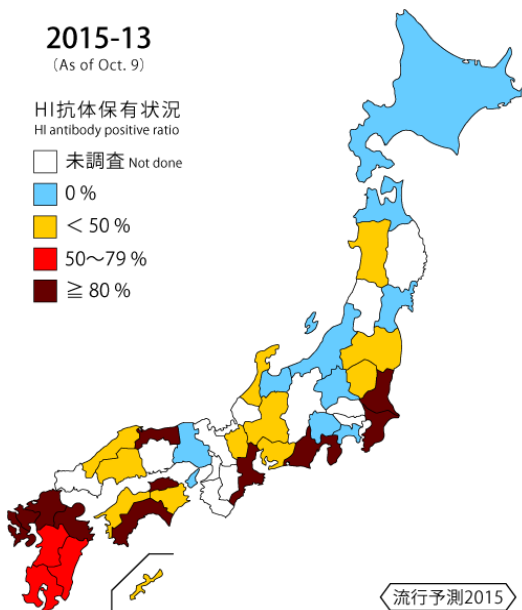 2015-13
(As of Oct. 9)
HI抗体保有状況
HI antibody positive ratio
未調査 Not done
0 %
< 50 %
50～79 %
≧ 80 %
流行予測2015